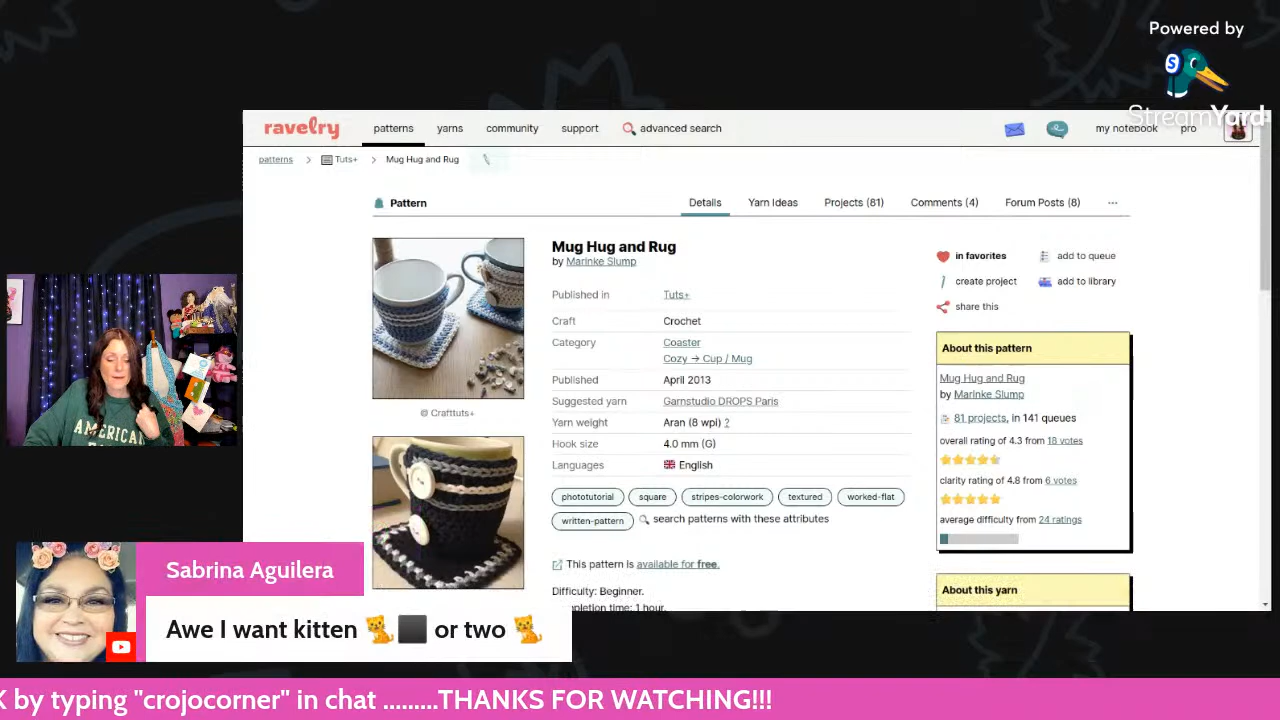 Powered by
StreamYard
ravelry
patterns yarns community support advanced search my notebook pro
patterns > Tuts+ > Mug Hug and Rug
Pattern
Details Yarn Ideas Projects (81) Comments (4) Forum Posts (8) ...
Mug Hug and Rug
by Marinke Slump
Published in Tuts+
Craft Crochet
Category Coaster
Cozy → Cup / Mug
Published April 2013
Suggested yarn Garnstudio DROPS Paris
Yarn weight Aran (8 wpi) ?
Hook size 4.0 mm (G)
Languages English
phototutorial square stripes-colorwork textured worked-flat
written-pattern search patterns with these attributes
This pattern is available for free.
Difficulty: Beginner.
Completion time: 1 hour.
© Crafttuts+
in favorites add to queue
create project add to library
share this
About this pattern
Mug Hug and Rug
by Marinke Slump
81 projects, in 141 queues
overall rating of 4.3 from 18 votes
clarity rating of 4.8 from 6 votes
average difficulty from 24 ratings
About this yarn
AMERICAN
Sabrina Aguilera
Awe I want kitten 🐈⬛ or two 🐈
K by typing "crojocorner" in chat .........THANKS FOR WATCHING!!!